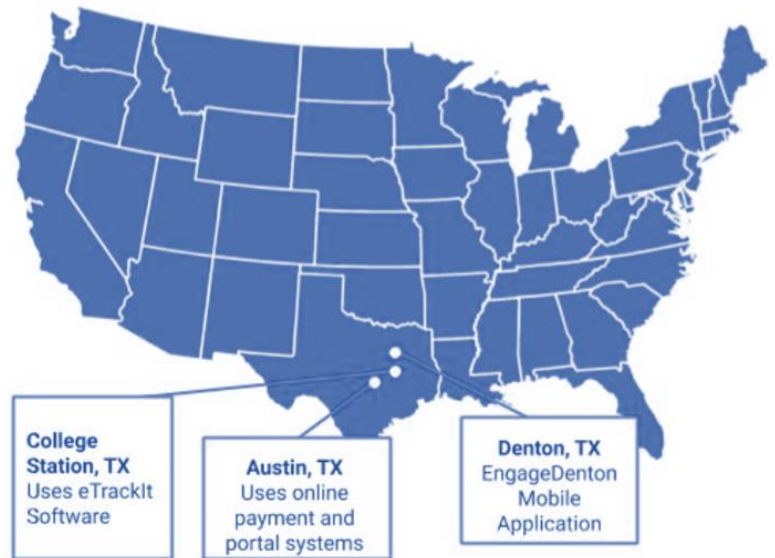 College
Station, TX
Uses eTrackIt
Software
Austin, TX
Uses online
payment and
portal systems
Denton, TX
EngageDenton
Mobile
Application